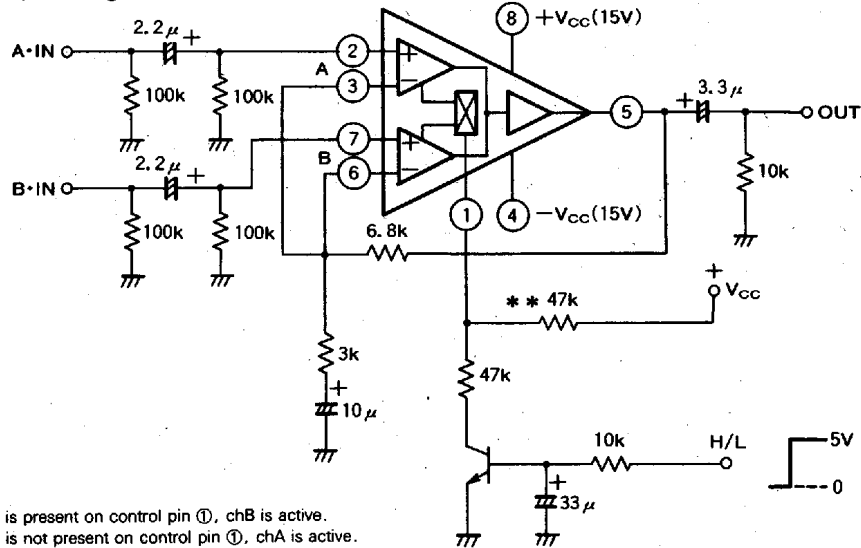 8 +VCC(15V)
2.2μ +
A・IN
2
+
A
3
−
3.3μ
+
5
OUT
100k
100k
7
+
10k
2.2μ +
B
6
−
B・IN
1
4
−VCC(15V)
6.8k
100k
100k
+
VCC
** 47k
3k
47k
+
10μ
H/L
5V
10k
0
+
33μ
is present on control pin ①, chB is active.
is not present on control pin ①, chA is active.